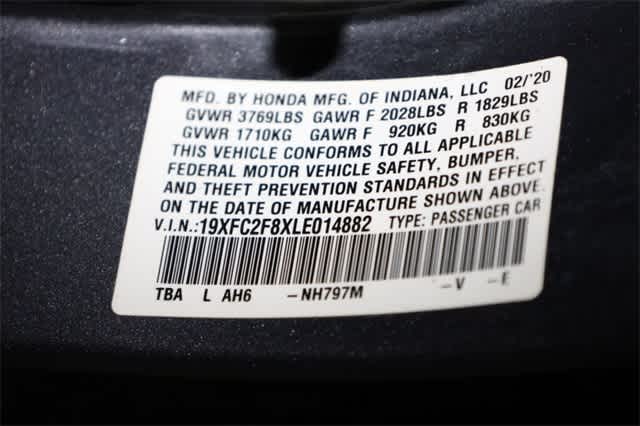 MFD. BY HONDA MFG. OF INDIANA, LLC 02/'20
GVWR 3769LBS GAWR F 2028LBS R 1829LBS
GVWR 1710KG GAWR F 920KG R 830KG
THIS VEHICLE CONFORMS TO ALL APPLICABLE
FEDERAL MOTOR VEHICLE SAFETY, BUMPER,
AND THEFT PREVENTION STANDARDS IN EFFECT
ON THE DATE OF MANUFACTURE SHOWN ABOVE.
V.I.N.:19XFC2F8XLE014882 TYPE: PASSENGER CAR
TBA L AH6 -NH797M -V -E